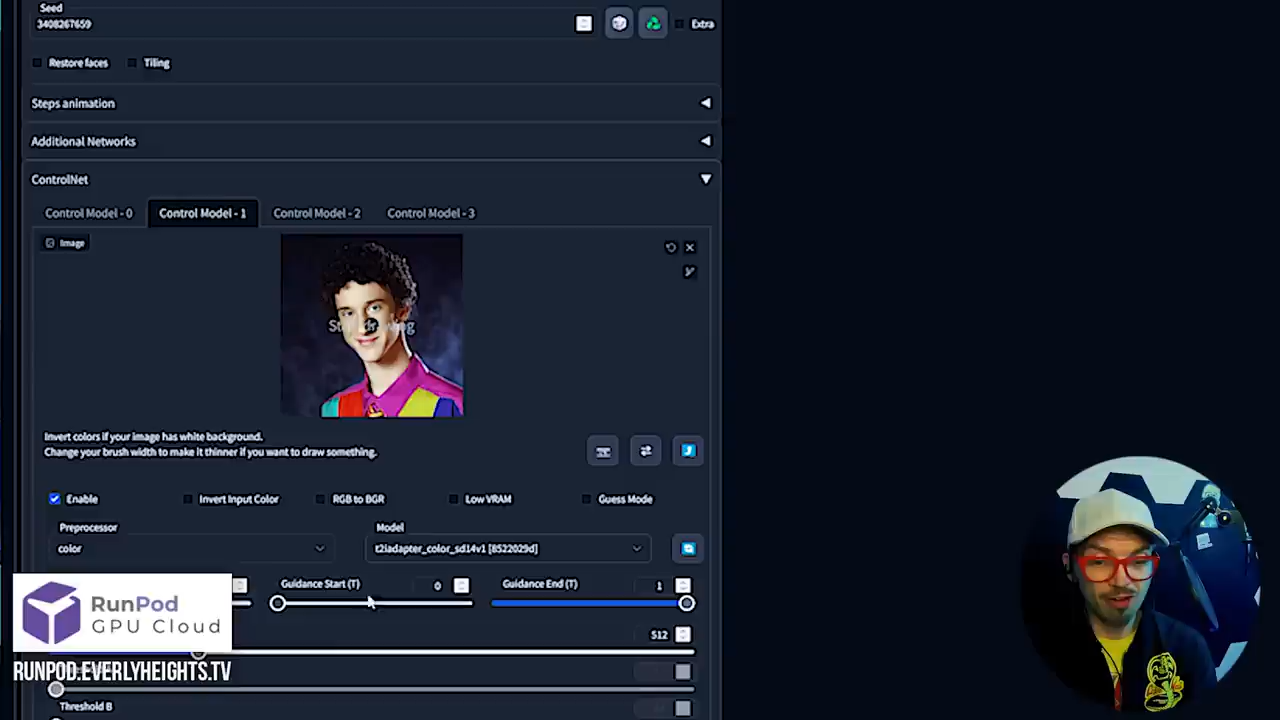 Seed
3408267659
Extra
Restore faces
Tiling
Steps animation
Additional Networks
ControlNet
Control Model - 0
Control Model - 1
Control Model - 2
Control Model - 3
Image
Start drawing
Invert colors if your image has white background.
Change your brush width to make it thinner if you want to draw something.
Enable
Invert Input Color
RGB to BGR
Low VRAM
Guess Mode
Preprocessor
Model
color
t2iadapter_color_sd14v1 [8522029d]
Guidance Start (T)
0
Guidance End (T)
1
RunPod
GPU Cloud
512
RUNPOD.EVERLYHEIGHTS.TV
Threshold B